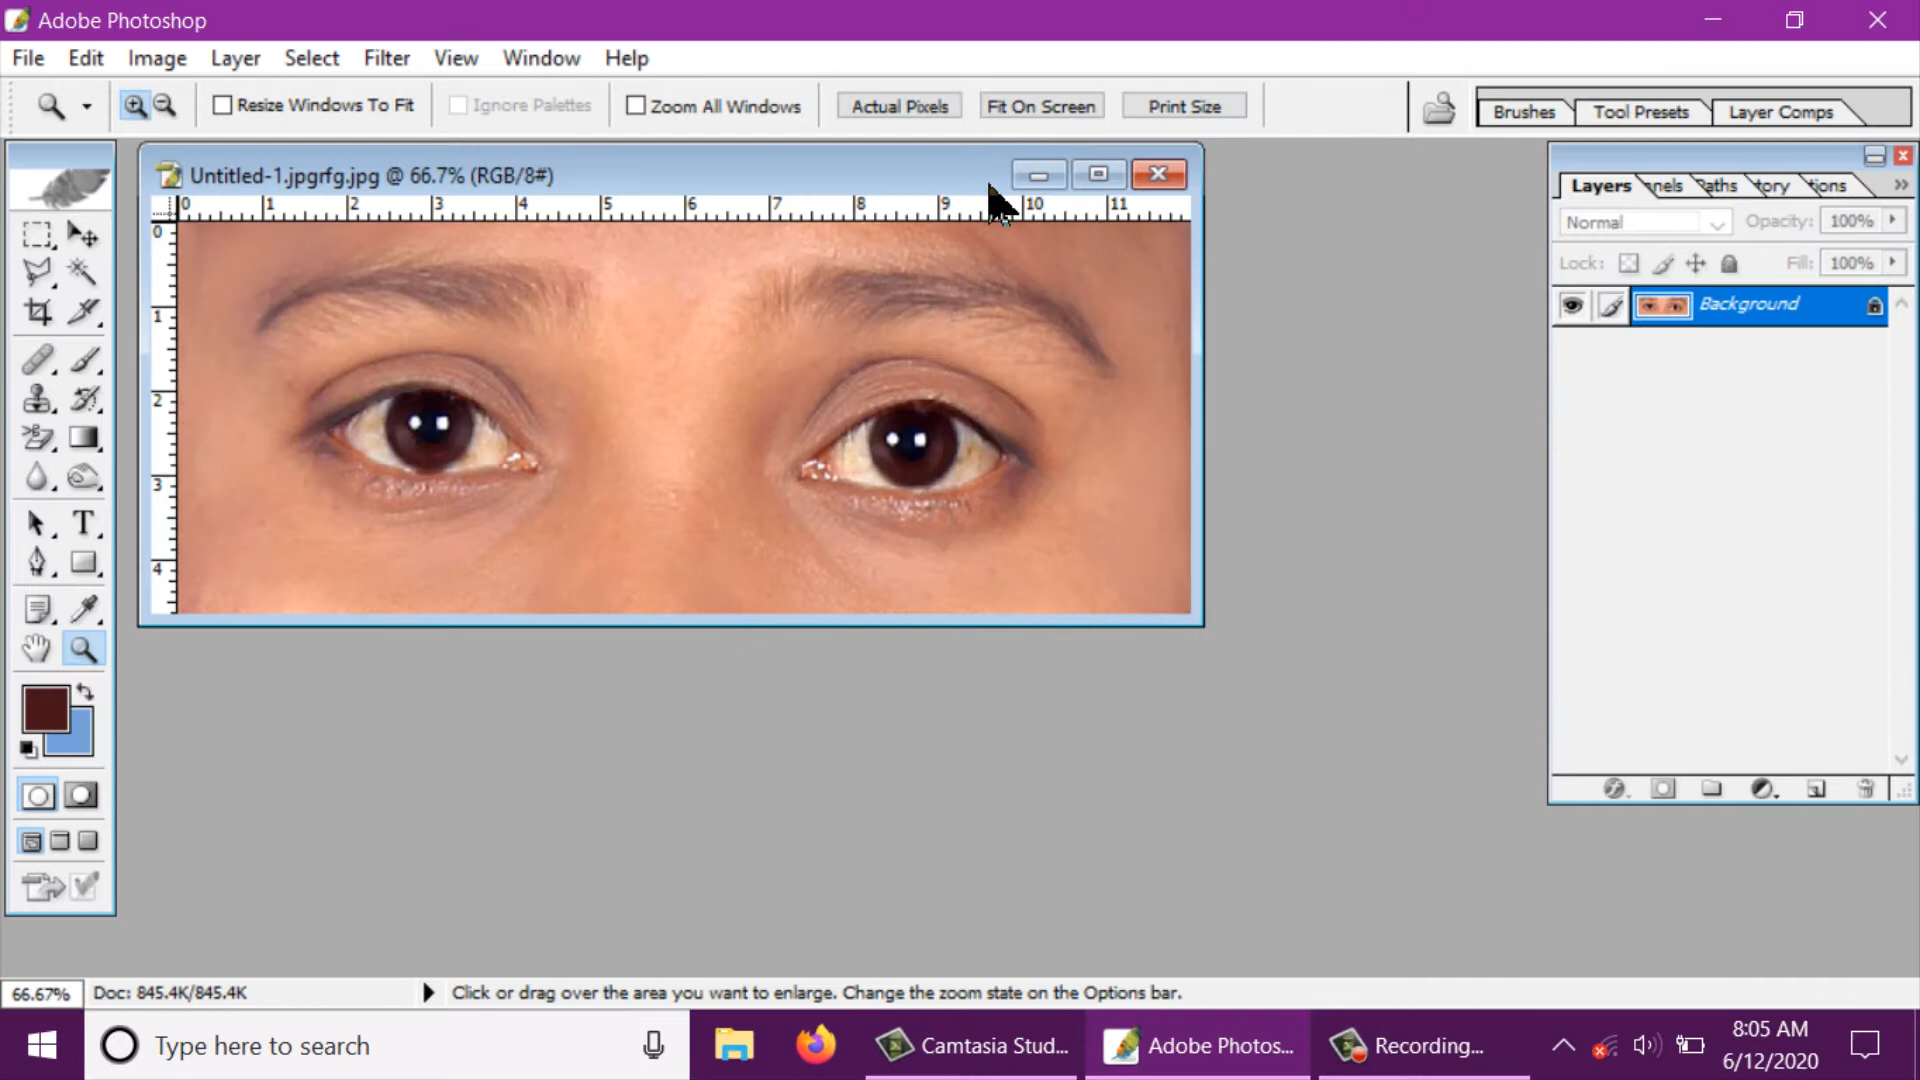 Adobe Photoshop
File Edit Image Layer Select Filter View Window Help
Resize Windows To Fit Ignore Palettes Zoom All Windows Actual Pixels Fit On Screen Print Size Brushes Tool Presets Layer Comps
Untitled-1.jpgrfg.jpg @ 66.7% (RGB/8#)
0 1 2 3 4 5 6 7 8 9 10 11
0
1
2
3
4
Layers nnels Paths tory tions
Normal Opacity: 100%
Lock: Fill: 100%
Background
T
66.67% Doc: 845.4K/845.4K Click or drag over the area you want to enlarge. Change the zoom state on the Options bar.
Type here to search Camtasia Stud... Adobe Photos... Recording...
8:05 AM
6/12/2020